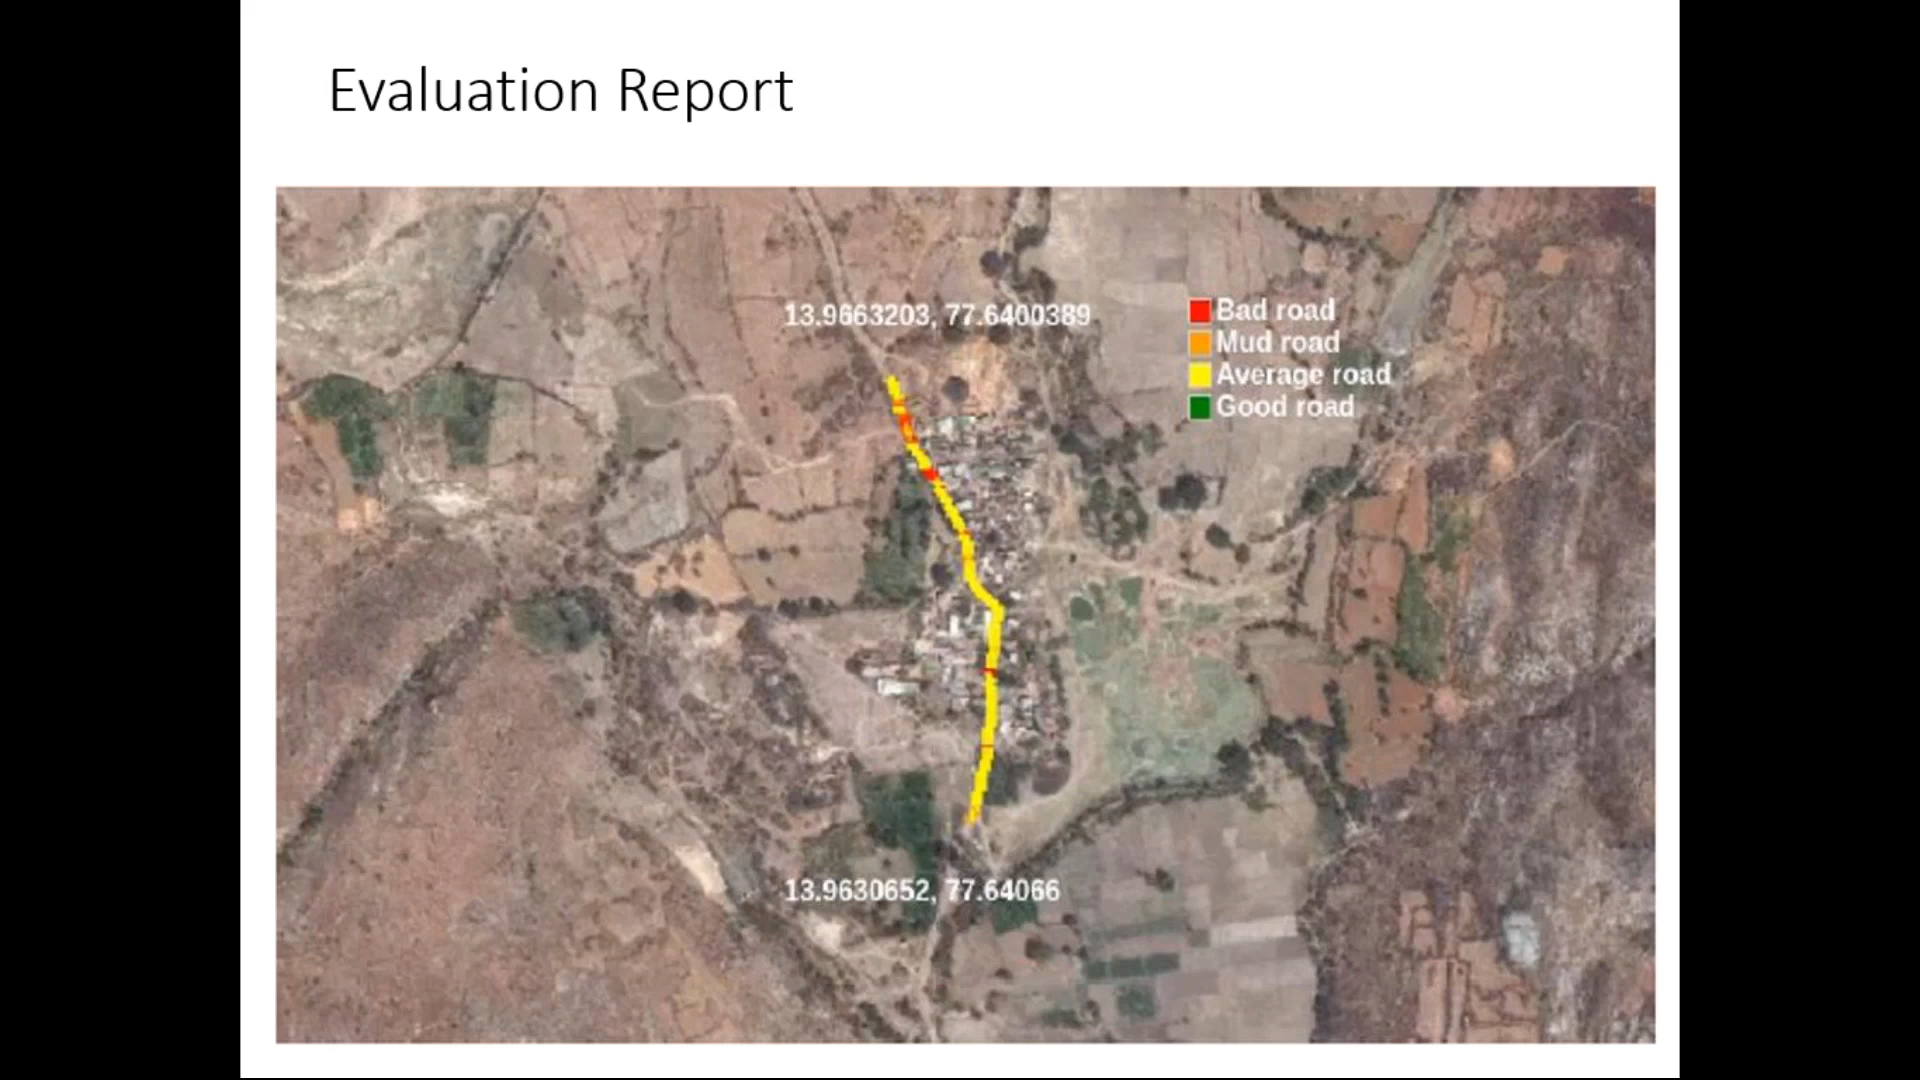 Evaluation Report
13.9663203, 77.6400389
Bad road
Mud road
Average road
Good road
13.9630652, 77.64066